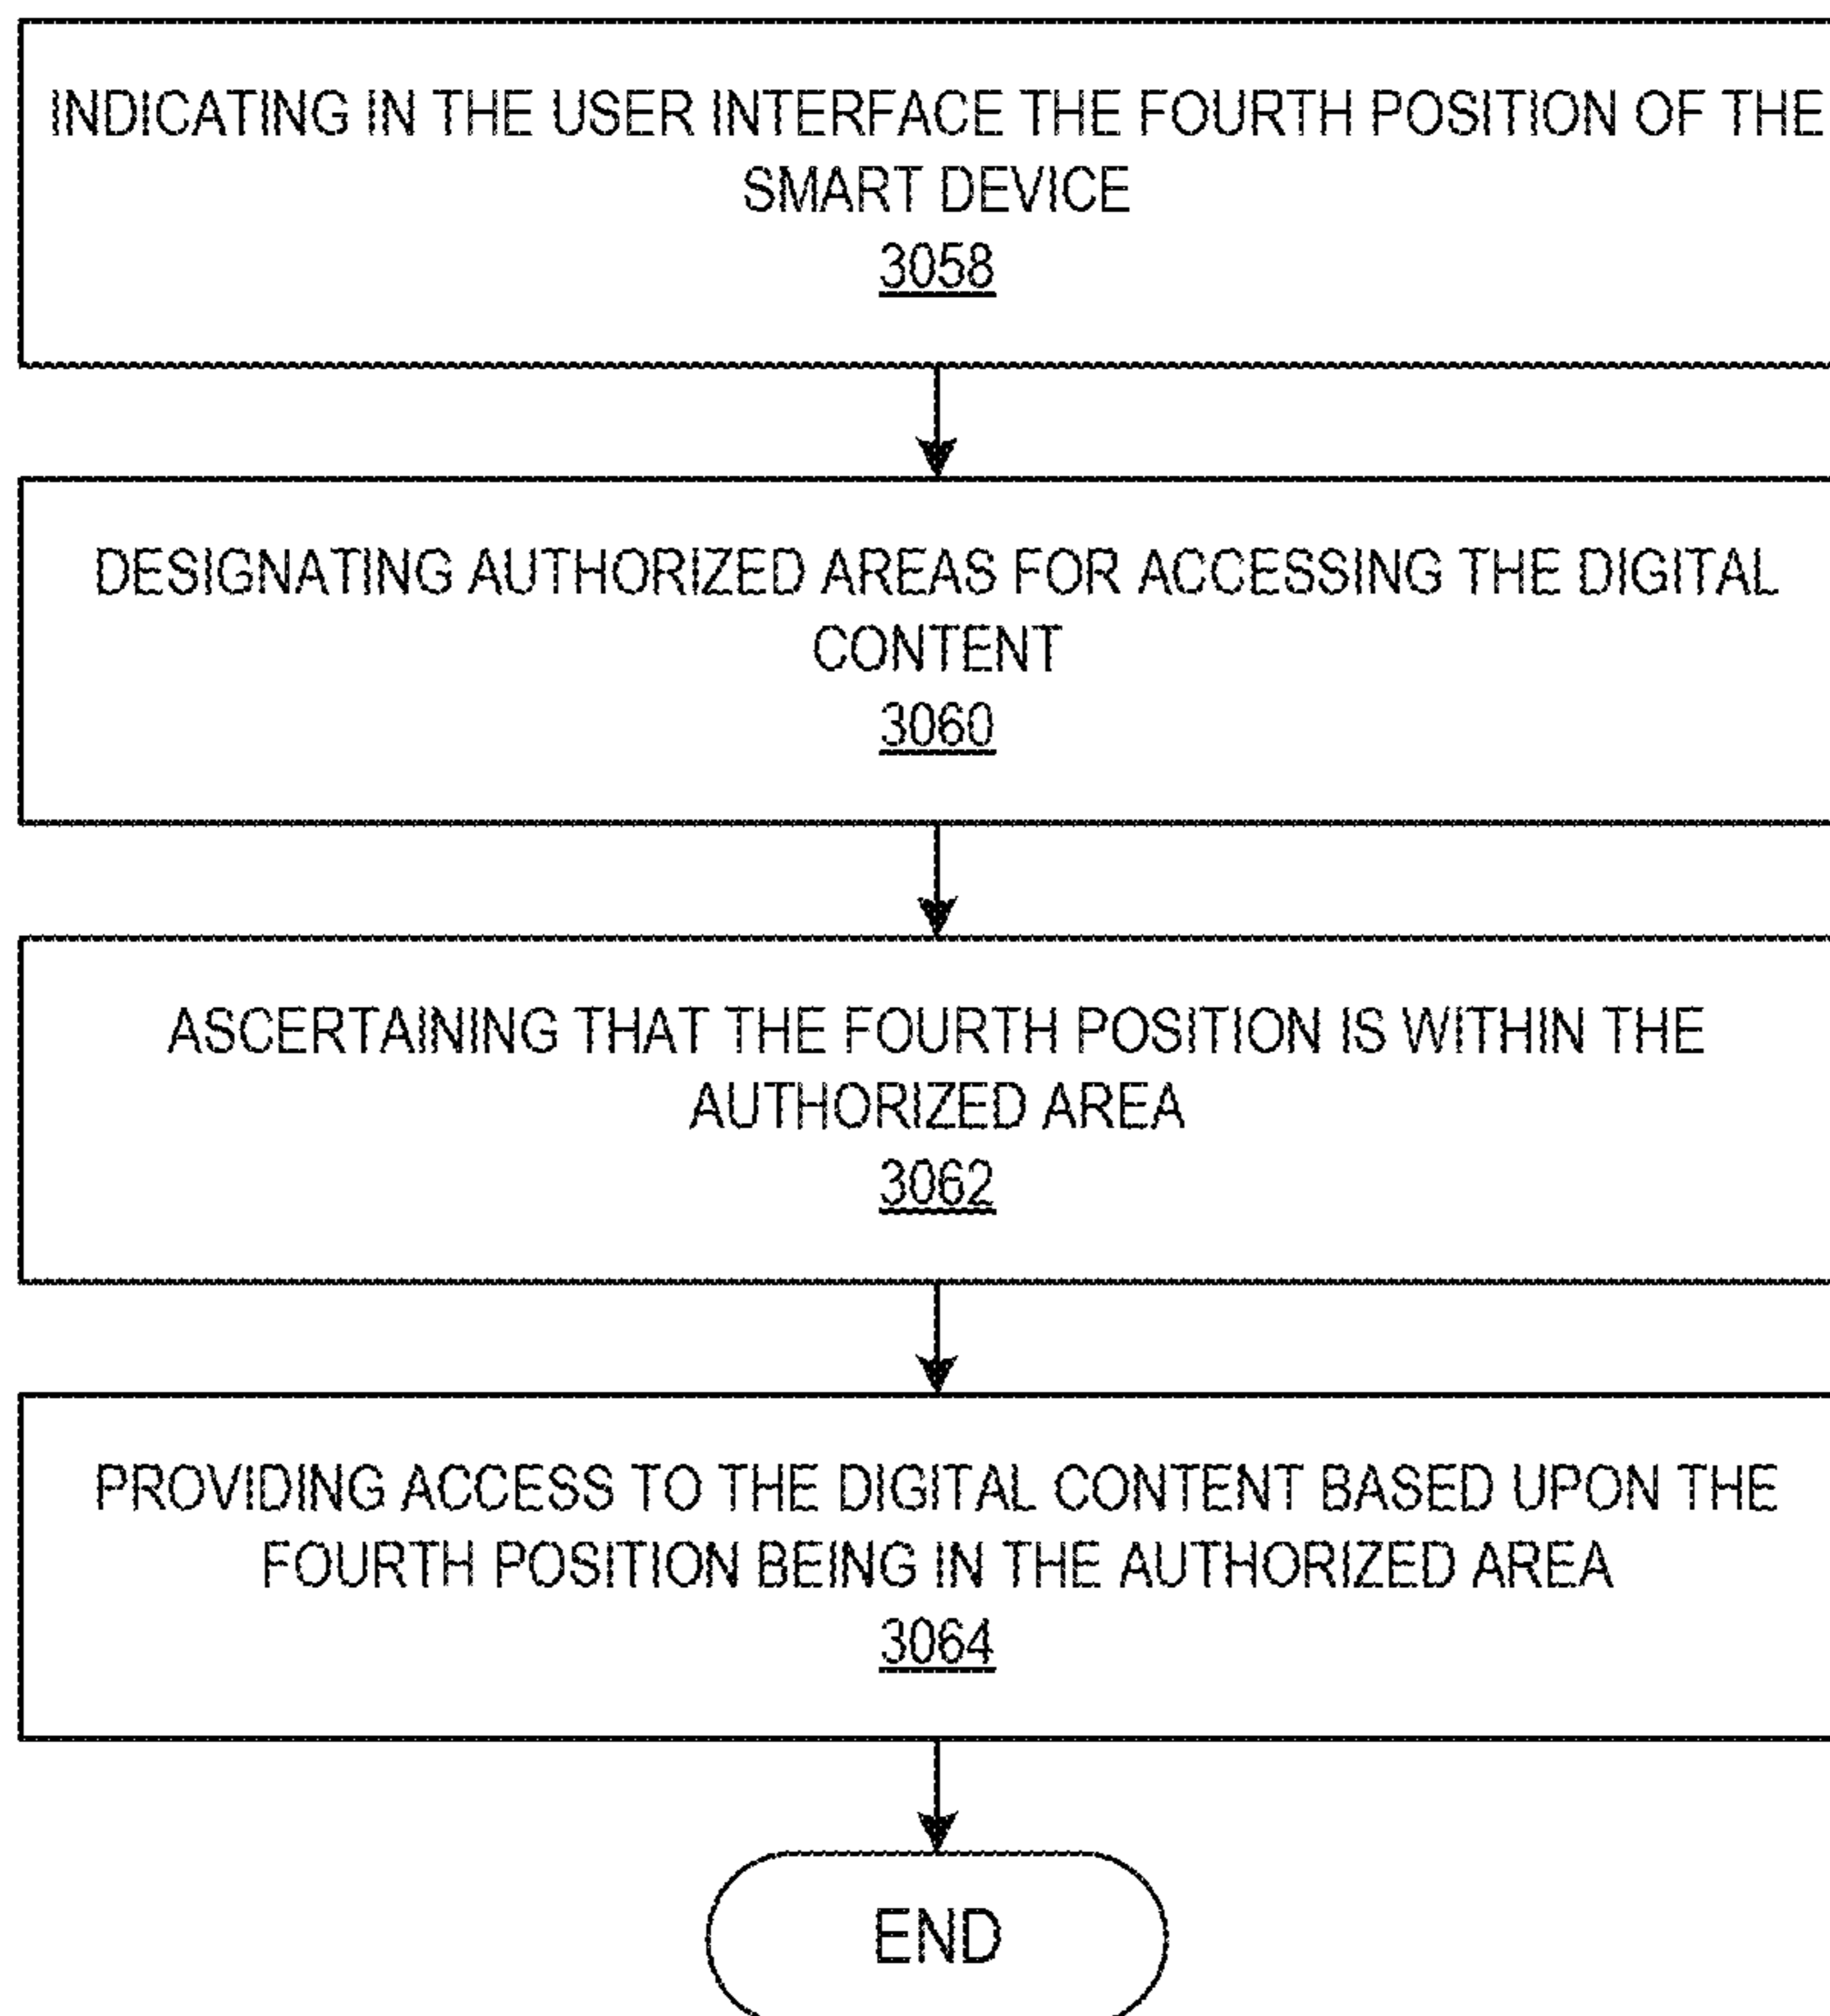 INDICATING IN THE USER INTERFACE THE FOURTH POSITION OF THE
SMART DEVICE
3058
DESIGNATING AUTHORIZED AREAS FOR ACCESSING THE DIGITAL
CONTENT
3060
ASCERTAINING THAT THE FOURTH POSITION IS WITHIN THE
AUTHORIZED AREA
3062
PROVIDING ACCESS TO THE DIGITAL CONTENT BASED UPON THE
FOURTH POSITION BEING IN THE AUTHORIZED AREA
3064
END